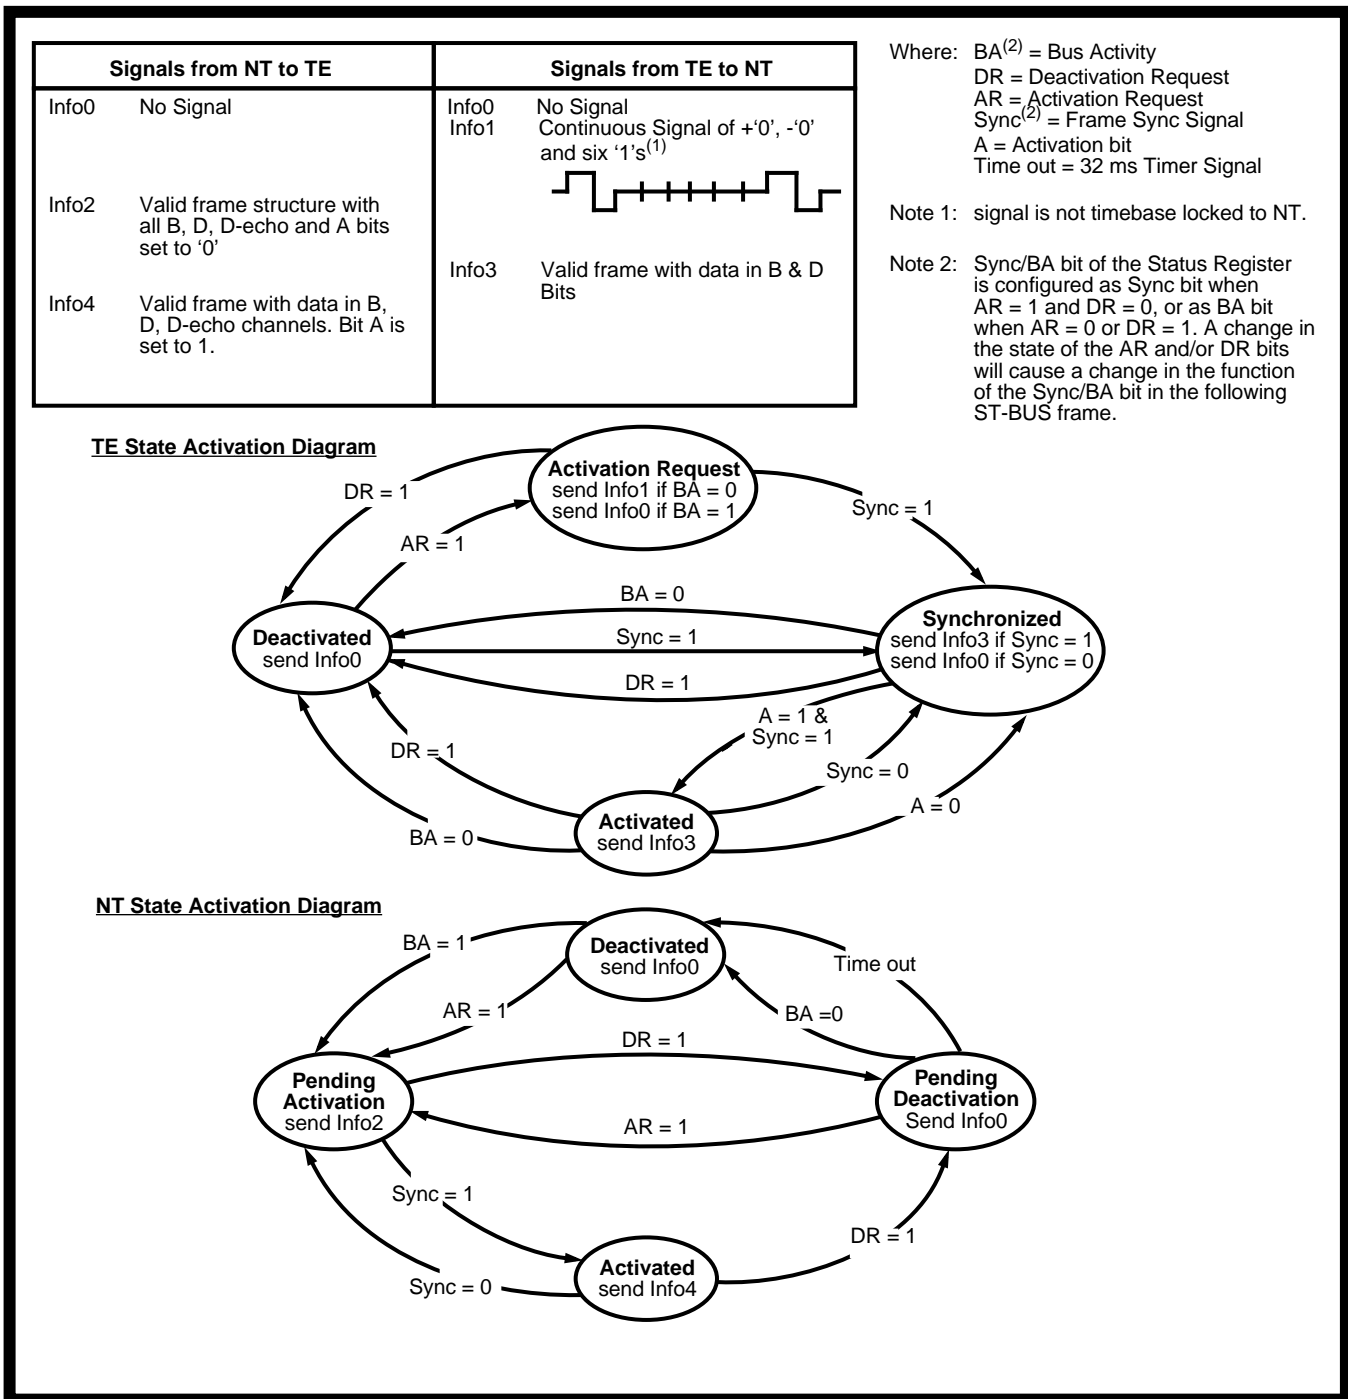 Signals from NT to TE
Info0 No Signal
Info2 Valid frame structure with
all B, D, D-echo and A bits
set to ‘0’
Info4 Valid frame with data in B,
D, D-echo channels. Bit A is
set to 1.
Signals from TE to NT
Info0 No Signal
Info1 Continuous Signal of +‘0’, -‘0’
and six ‘1’s(1)
Info3 Valid frame with data in B & D
Bits
Where: BA(2) = Bus Activity
DR = Deactivation Request
AR = Activation Request
Sync(2) = Frame Sync Signal
A = Activation bit
Time out = 32 ms Timer Signal
Note 1: signal is not timebase locked to NT.
Note 2: Sync/BA bit of the Status Register
is configured as Sync bit when
AR = 1 and DR = 0, or as BA bit
when AR = 0 or DR = 1. A change in
the state of the AR and/or DR bits
will cause a change in the function
of the Sync/BA bit in the following
ST-BUS frame.
TE State Activation Diagram
Activation Request
send Info1 if BA = 0
send Info0 if BA = 1
DR = 1
Sync = 1
AR = 1
BA = 0
Deactivated
send Info0
Sync = 1
Synchronized
send Info3 if Sync = 1
send Info0 if Sync = 0
DR = 1
A = 1 &
Sync = 1
DR = 1
Sync = 0
A = 0
BA = 0
Activated
send Info3
NT State Activation Diagram
BA = 1
Deactivated
send Info0
Time out
AR = 1
BA =0
DR = 1
Pending
Activation
send Info2
Pending
Deactivation
Send Info0
AR = 1
Sync = 1
DR = 1
Sync = 0
Activated
send Info4